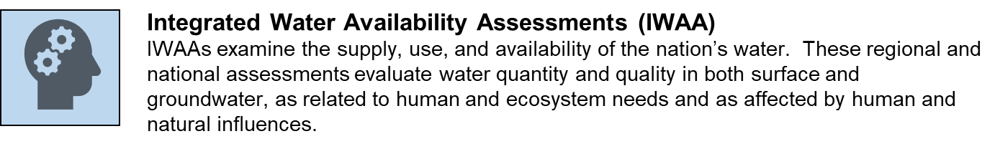 Integrated Water Availability Assessments (IWAA)
IWAAs examine the supply, use, and availability of the nation’s water.  These regional and
national assessments evaluate water quantity and quality in both surface and
groundwater, as related to human and ecosystem needs and as affected by human and
natural influences.